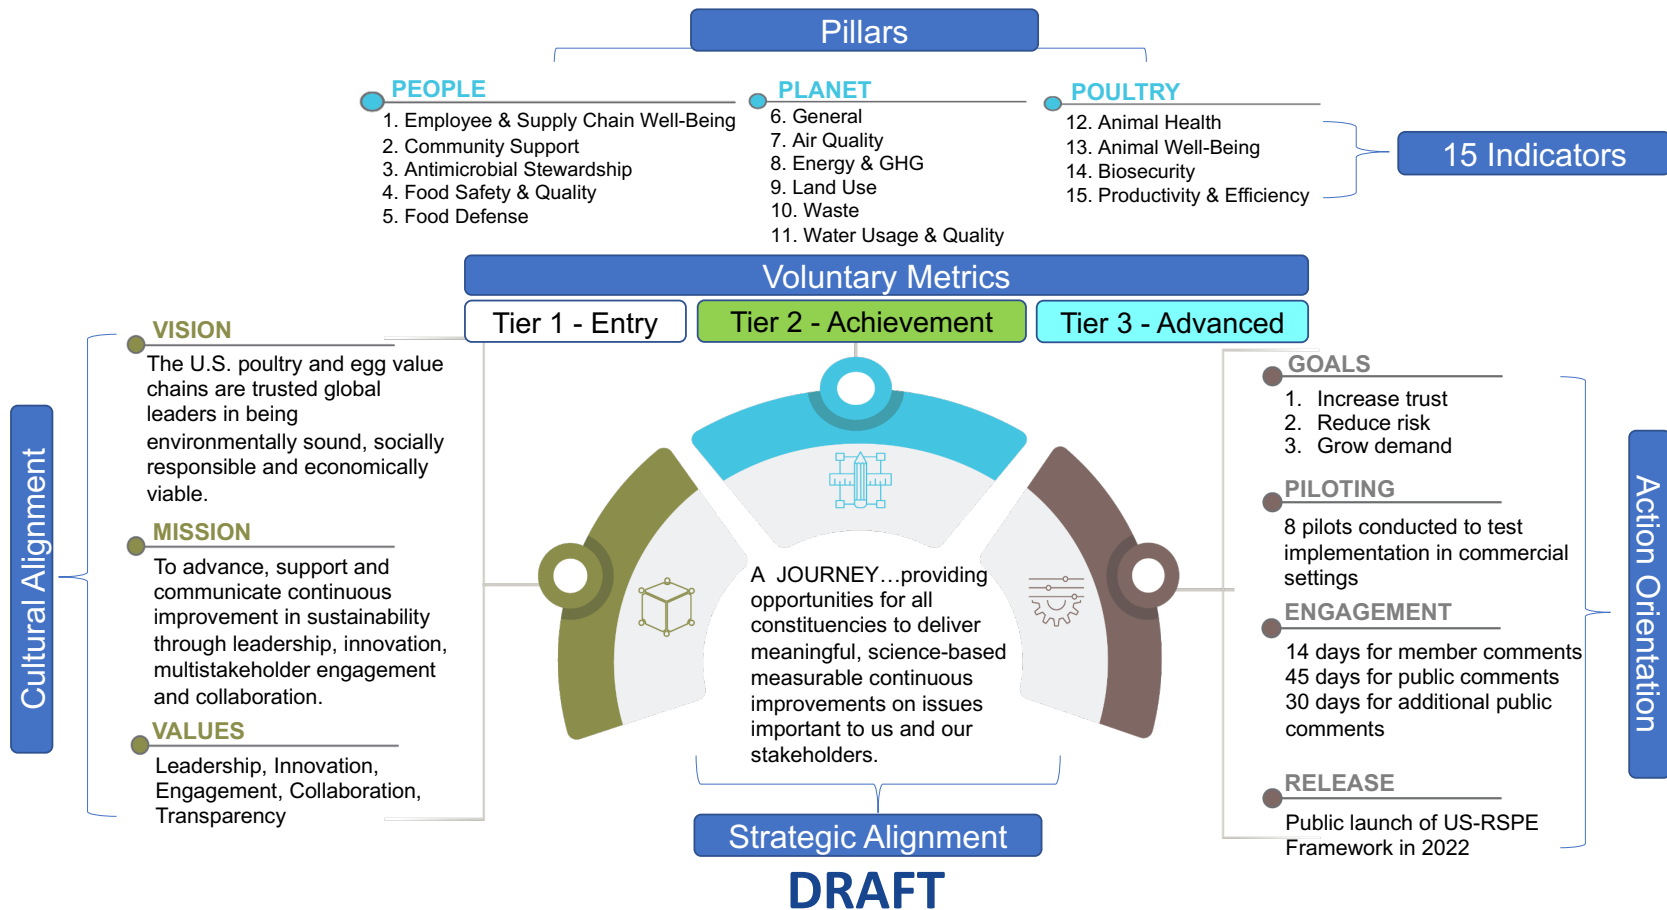 Pillars
PEOPLE
1. Employee & Supply Chain Well-Being
2. Community Support
3. Antimicrobial Stewardship
4. Food Safety & Quality
5. Food Defense
PLANET
6. General
7. Air Quality
8. Energy & GHG
9. Land Use
10. Waste
11. Water Usage & Quality
POULTRY
12. Animal Health
13. Animal Well-Being
14. Biosecurity
15. Productivity & Efficiency
15 Indicators
Voluntary Metrics
Tier 1 - Entry
Tier 2 - Achievement
Tier 3 - Advanced
Cultural Alignment
VISION
The U.S. poultry and egg value
chains are trusted global
leaders in being
environmentally sound, socially
responsible and economically
viable.
MISSION
To advance, support and
communicate continuous
improvement in sustainability
through leadership, innovation,
multistakeholder engagement
and collaboration.
VALUES
Leadership, Innovation,
Engagement, Collaboration,
Transparency
A JOURNEY…providing
opportunities for all
constituencies to deliver
meaningful, science-based
measurable continuous
improvements on issues
important to us and our
stakeholders.
Strategic Alignment
DRAFT
GOALS
1. Increase trust
2. Reduce risk
3. Grow demand
PILOTING
8 pilots conducted to test
implementation in commercial
settings
ENGAGEMENT
14 days for member comments
45 days for public comments
30 days for additional public
comments
RELEASE
Public launch of US-RSPE
Framework in 2022
Action Orientation